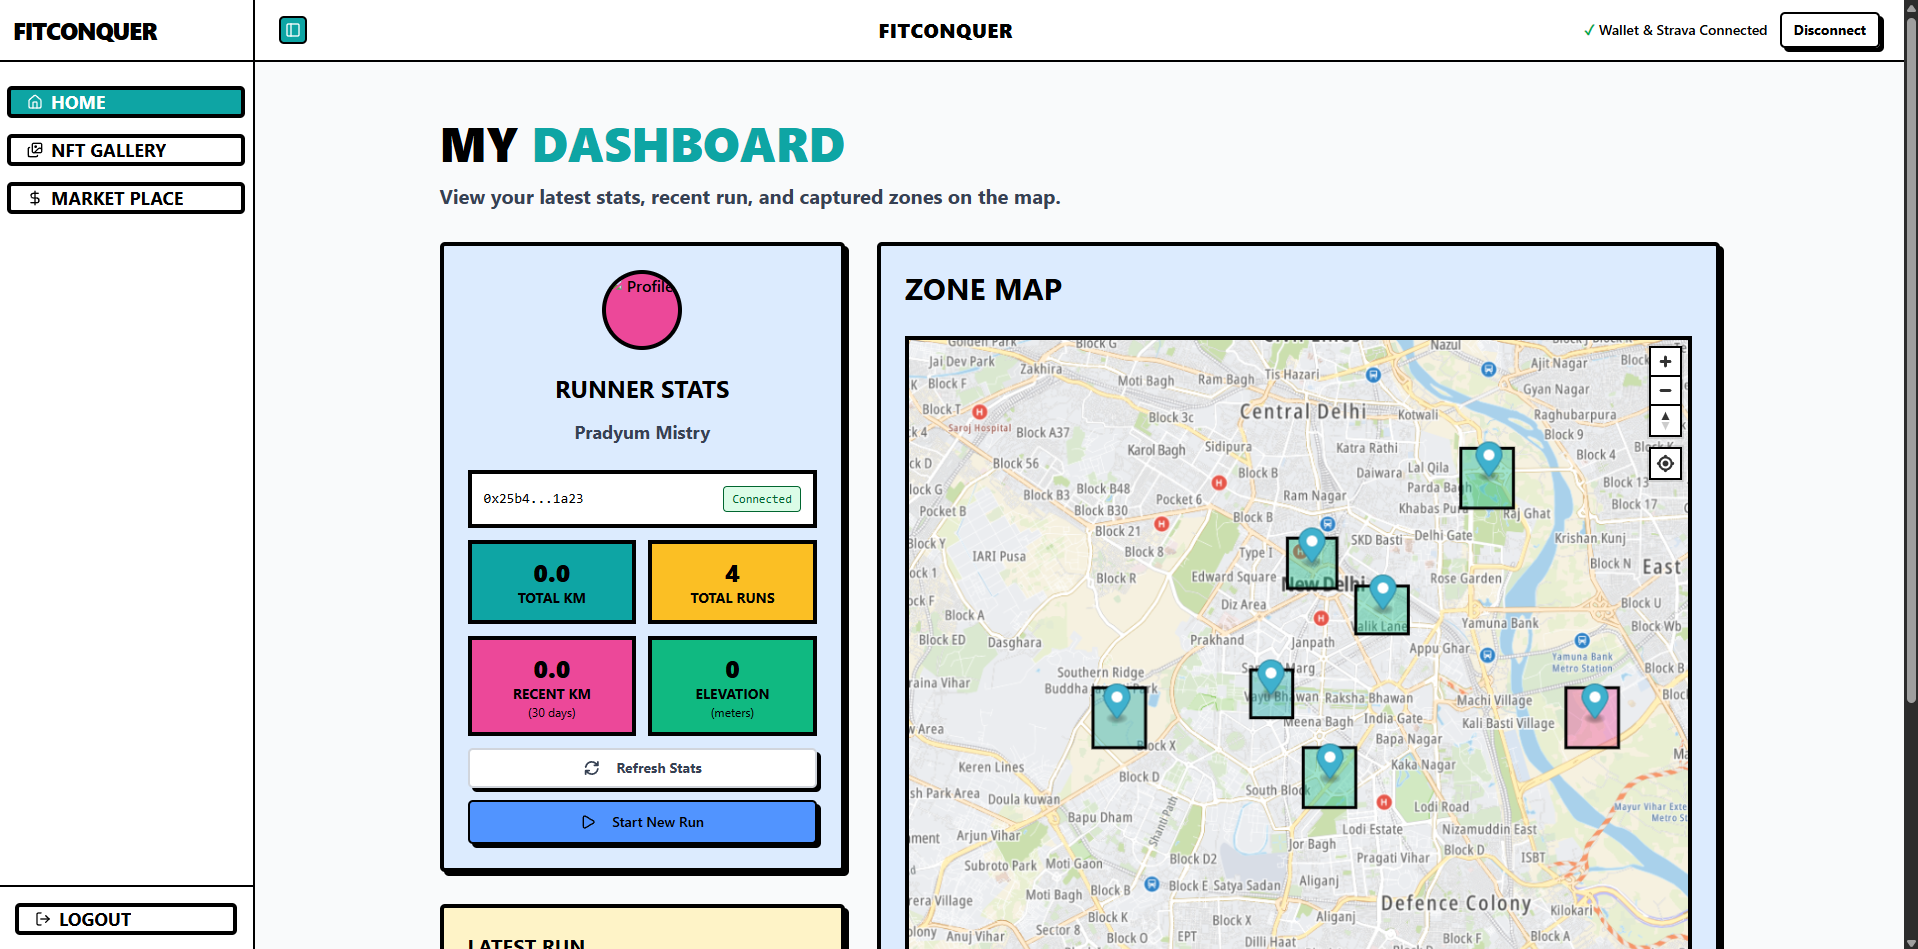 FITCONQUER
HOME
NFT GALLERY
MARKET PLACE
LOGOUT
FITCONQUER
✓ Wallet & Strava Connected
Disconnect
MY DASHBOARD
View your latest stats, recent run, and captured zones on the map.
Profile
RUNNER STATS
Pradyum Mistry
0x25b4...1a23
Connected
0.0
TOTAL KM
4
TOTAL RUNS
0.0
RECENT KM
(30 days)
0
ELEVATION
(meters)
Refresh Stats
Start New Run
LATEST RUN
ZONE MAP
Golden Park
Block G
Nazul
Jai Dev Park
Zakhira
Tis Hazari
Ajit Nagar
Block
K Block F
Moti Bagh
Ram Bagh
Gyan Nagar
Block T
Block 3c
Central Delhi
Kotwali
Raghubarpura
Saroj Hospital
Block A37
Block 9
Karol Bagh
Sidipura
Katra Rathi
Block 4
Block 56
Block B
Daiwara
Lal Qila
Block 13
Block B3
Block B48
Pocket 6
Ram Nagar
Parda Bagh
Block 17
Pocket B
Block B30
Block B
Khabas Pura
Raj Ghat
Block 21
SKD Basti
Delhi Gate
Krishan Kunj
Block Y
IARI Pusa
Block 8
Type I
Block N
East
Block R
Edward Square
New Delhi
Rose Garden
Block A
Diz Area
Block U
Malik Lane
Yamuna Bank
Block Wb
Block ED
Dasghara
Prakhand
Janpath
Appu Ghar
Yamuna Bank
Metro Station
Southern Ridge
Block B
Buddha
Park
Vayu Bhawan
Raksha Bhawan
Machi Village
Meena Bagh
India Gate
Kali Basti Village
Block X
Bapa Nagar
Keren Lines
Block D
Kaka Nagar
Doula kuwan
South Block
Lodi Road
Mayur Vihar Exte
Bapu Dham
Shanti Path
Lodi Estate
Nizamuddin East
Arjun Vihar
Jor Bagh
Block D
Subroto Park
Moti Gaon
Block D2
Pragati Vihar
ISBT
Moti Bagh
Block B
Block E
Satya Sadan
Aliganj
Defence Colony
Kilokari
Block K
Block X
Aliganj
Anuj Vihar
Sector 8
Block O
EPT
Dilli Haat
Block F
Block A